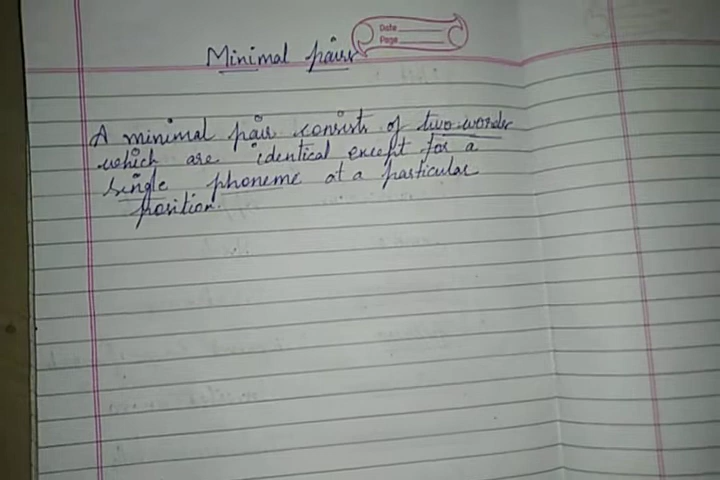 Date
Page
Minimal pairs
A minimal pair consists of two words
which are identical except for a
single phoneme at a particular
position.